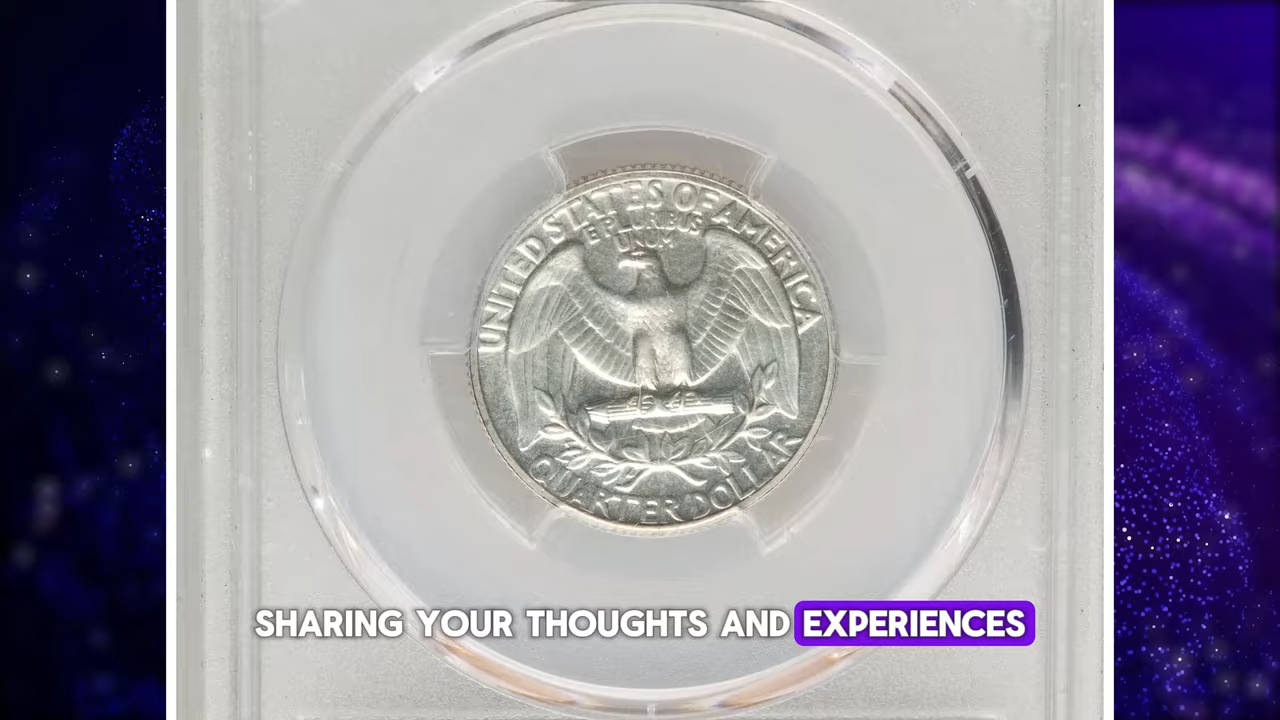 UNITED STATES OF AMERICA
E PLURIBUS
UNUM
QUARTER DOLLAR
SHARING YOUR THOUGHTS AND EXPERIENCES